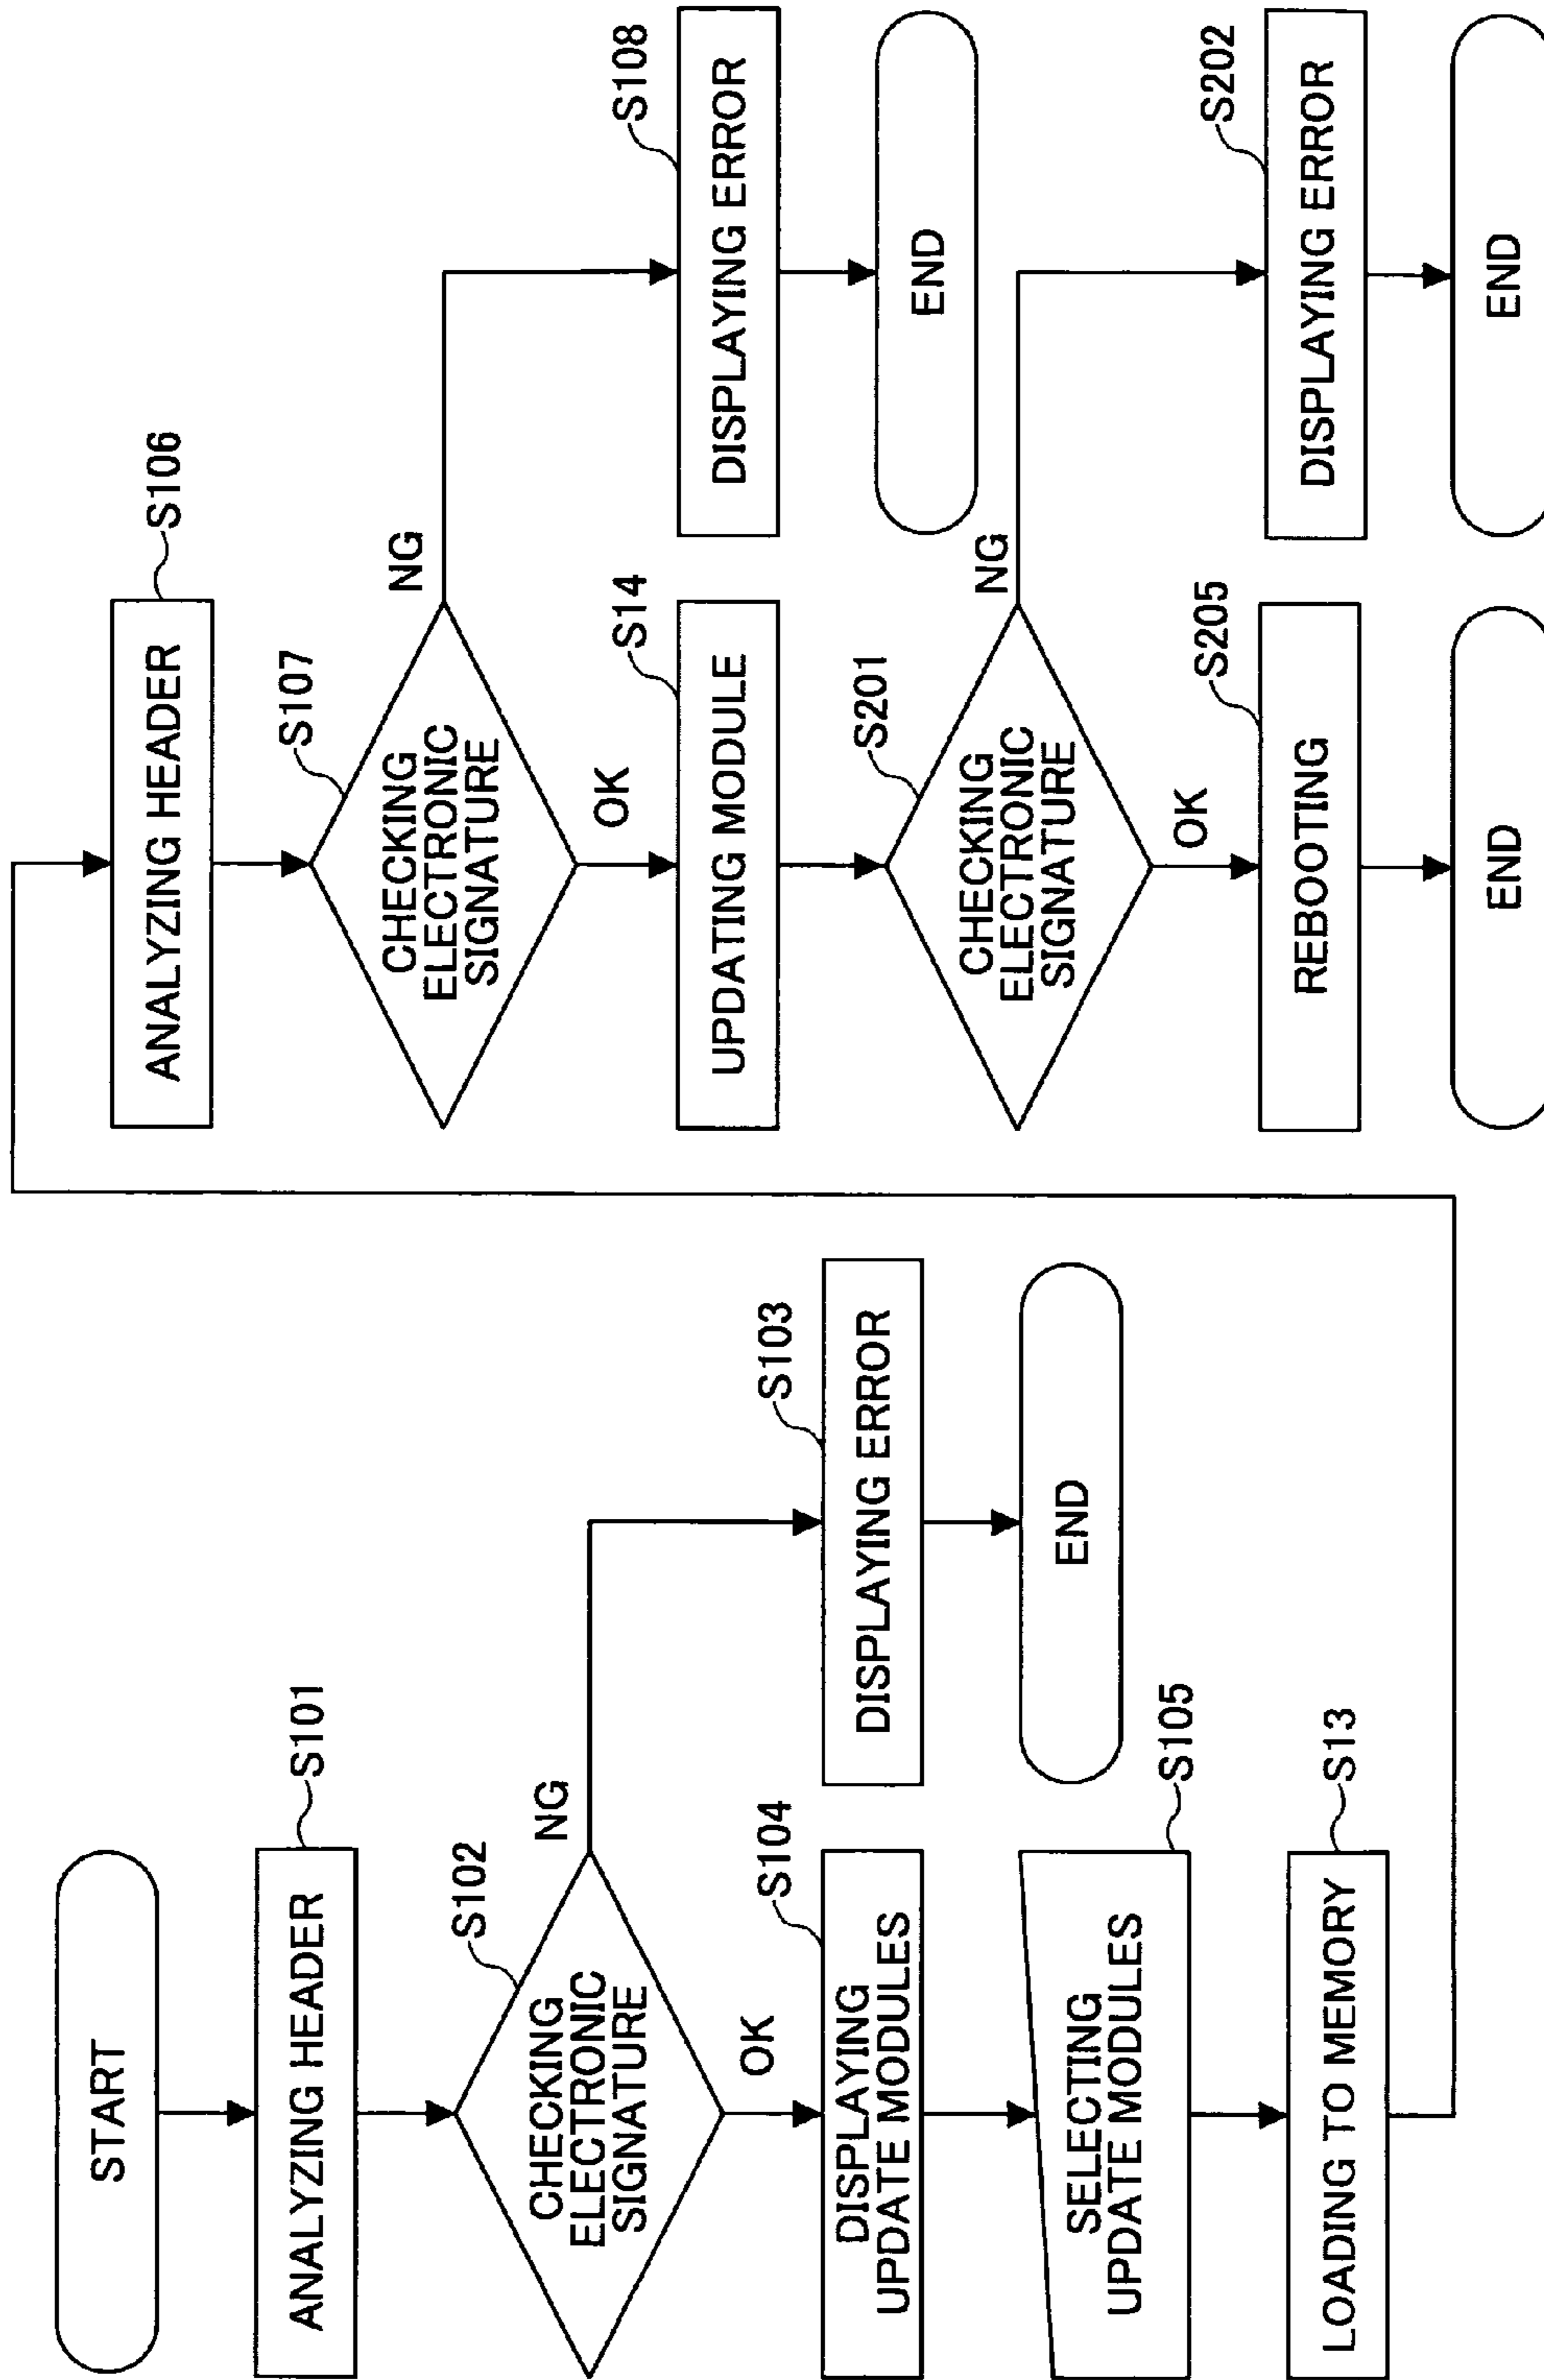 START
ANALYZING HEADER
S101
CHECKING
ELECTRONIC
SIGNATURE
S102
NG
OK
DISPLAYING ERROR
S103
END
DISPLAYING
UPDATE MODULES
S104
SELECTING
UPDATE MODULES
S105
LOADING TO MEMORY
S13
ANALYZING HEADER
S106
CHECKING
ELECTRONIC
SIGNATURE
S107
NG
OK
DISPLAYING ERROR
S108
END
UPDATING MODULE
S14
CHECKING
ELECTRONIC
SIGNATURE
S201
NG
OK
DISPLAYING ERROR
S202
END
REBOOTING
S205
END